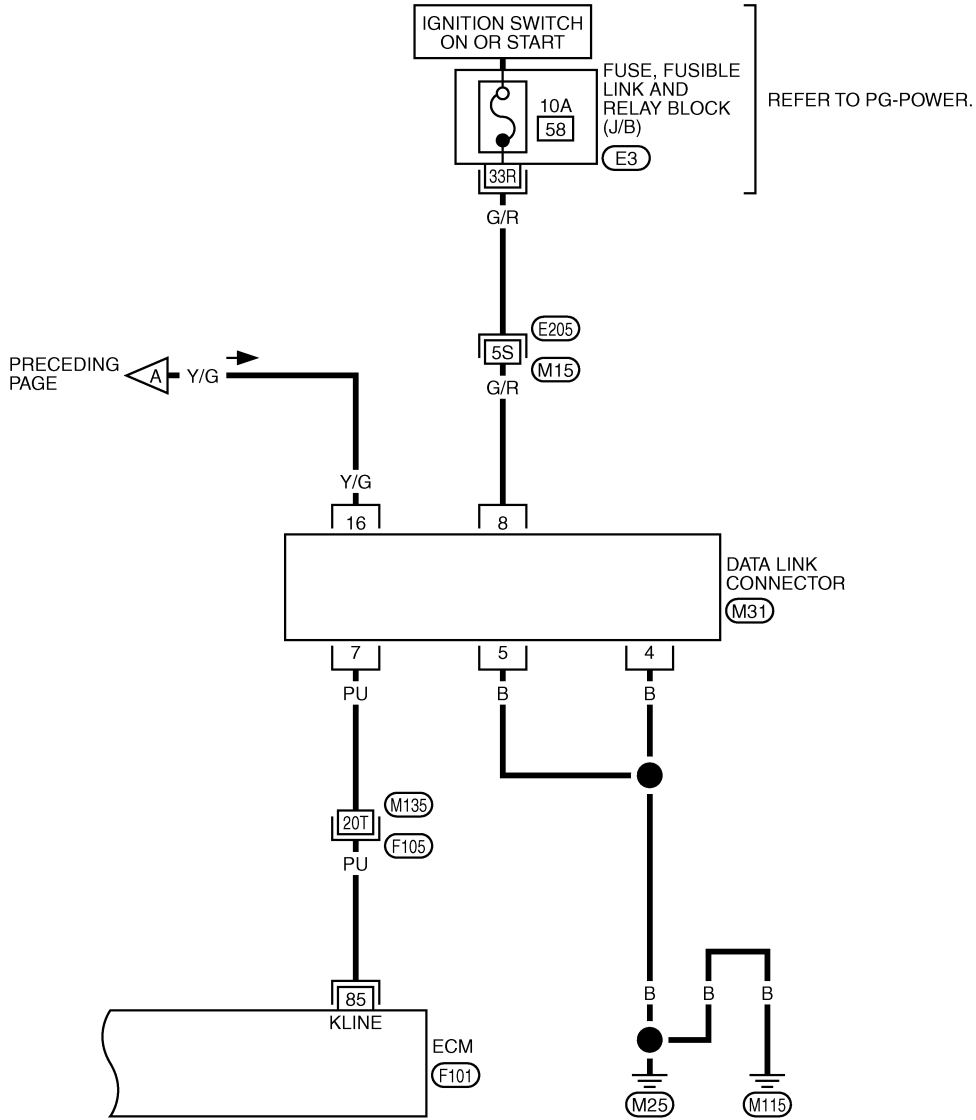 IGNITION SWITCH
ON OR START
FUSE, FUSIBLE
LINK AND
RELAY BLOCK
(J/B)
E3
10A
58
REFER TO PG-POWER.
33R
G/R
E205
5S
M15
G/R
PRECEDING
PAGE
A
Y/G
Y/G
16
8
DATA LINK
CONNECTOR
M31
7
5
4
PU
B
B
M135
20T
F105
PU
85
KLINE
ECM
F101
B
B
B
M25
M115